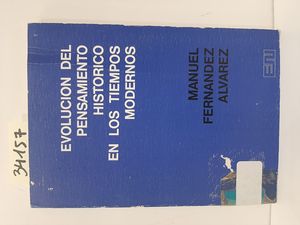 EVOLUCION DEL
PENSAMIENTO
HISTORICO
EN LOS TIEMPOS
MODERNOS
MANUEL
FERNANDEZ
ALVAREZ
34157